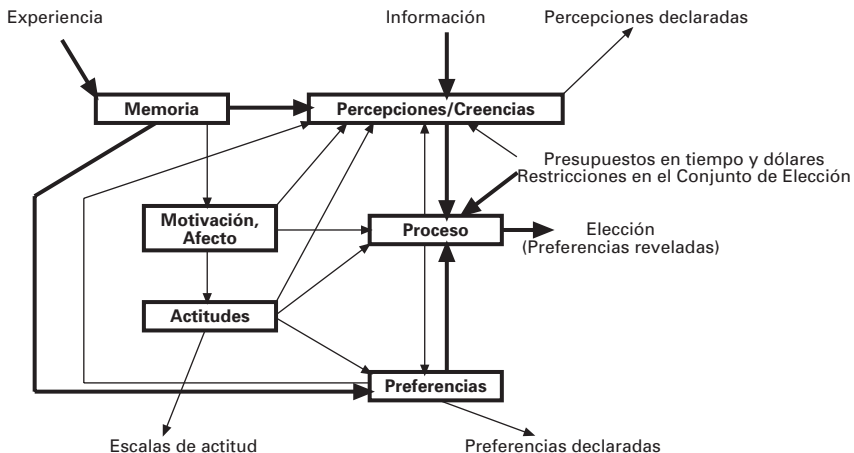 Experiencia
Información
Percepciones declaradas
Memoria
Percepciones/Creencias
Presupuestos en tiempo y dólares
Restricciones en el Conjunto de Elección
Motivación,
Afecto
Proceso
Elección
(Preferencias reveladas)
Actitudes
Preferencias
Escalas de actitud
Preferencias declaradas